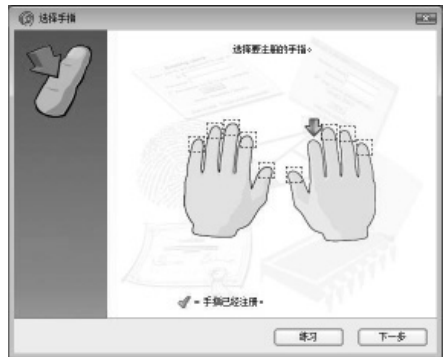 选择手指
选择要注册的手指。
= 手指已经注册。
练习
下一步